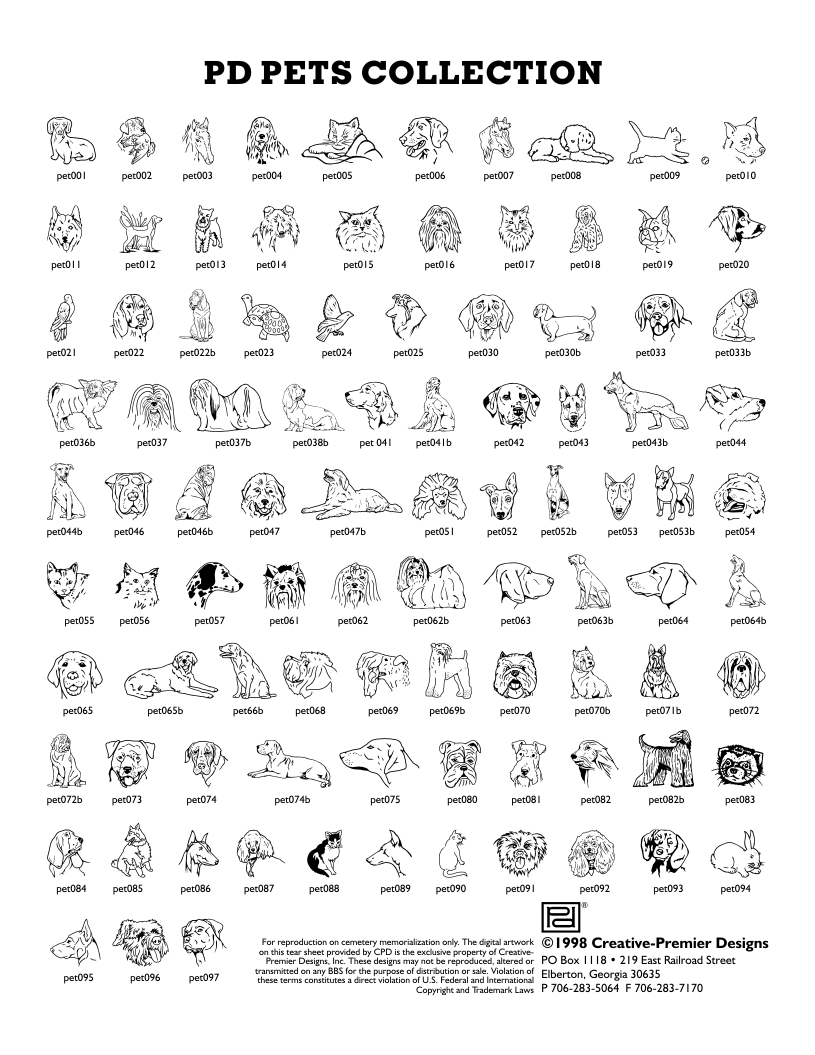 PD PETS COLLECTION
pet001 pet002 pet003 pet004 pet005 pet006 pet007 pet008 pet009 pet010
pet011 pet012 pet013 pet014 pet015 pet016 pet017 pet018 pet019 pet020
pet021 pet022 pet022b pet023 pet024 pet025 pet030 pet030b pet033 pet033b
pet036b pet037 pet037b pet038b pet 041 pet041b pet042 pet043 pet043b pet044
pet044b pet046 pet046b pet047 pet047b pet051 pet052 pet052b pet053 pet053b pet054
pet055 pet056 pet057 pet061 pet062 pet062b pet063 pet063b pet064 pet064b
pet065 pet065b pet66b pet068 pet069 pet069b pet070 pet070b pet071b pet072
pet072b pet073 pet074 pet074b pet075 pet080 pet081 pet082 pet082b pet083
pet084 pet085 pet086 pet087 pet088 pet089 pet090 pet091 pet092 pet093 pet094
pet095 pet096 pet097
For reproduction on cemetery memorialization only. The digital artwork
on this tear sheet provided by CPD is the exclusive property of Creative-
Premier Designs, Inc. These designs may not be reproduced, altered or
transmitted on any BBS for the purpose of distribution or sale. Violation of
these terms constitutes a direct violation of U.S. Federal and International
Copyright and Trademark Laws
®
©1998 Creative-Premier Designs
PO Box 1118 • 219 East Railroad Street
Elberton, Georgia 30635
P 706-283-5064 F 706-283-7170